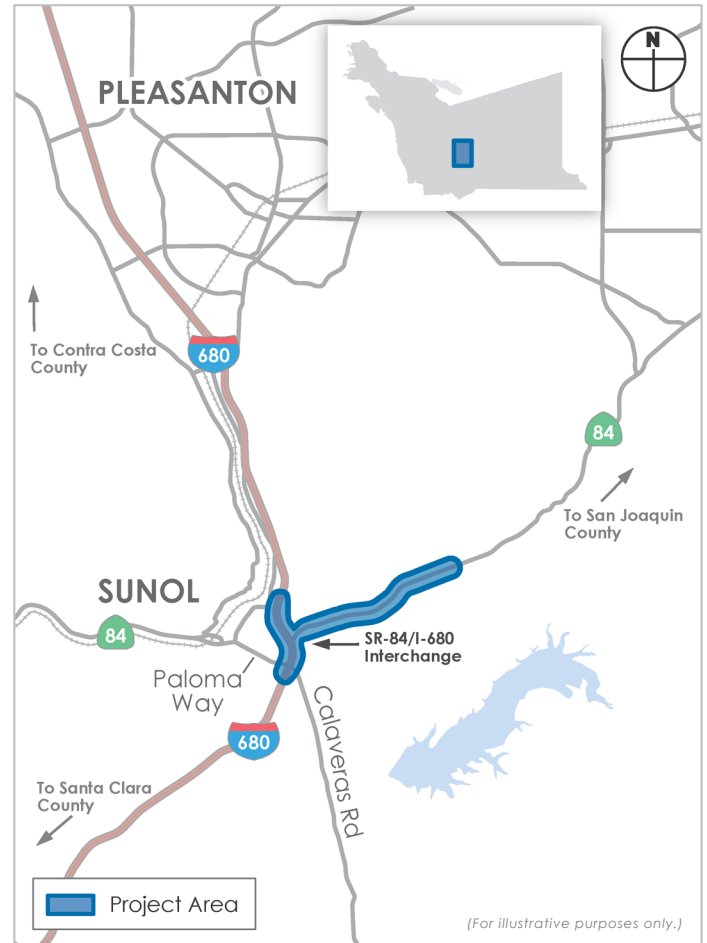 N
PLEASANTON
To Contra Costa
County
680
84
To San Joaquin
County
SUNOL
84
SR-84/I-680
Interchange
Paloma
Way
Calaveras Rd
680
To Santa Clara
County
Project Area
(For illustrative purposes only.)